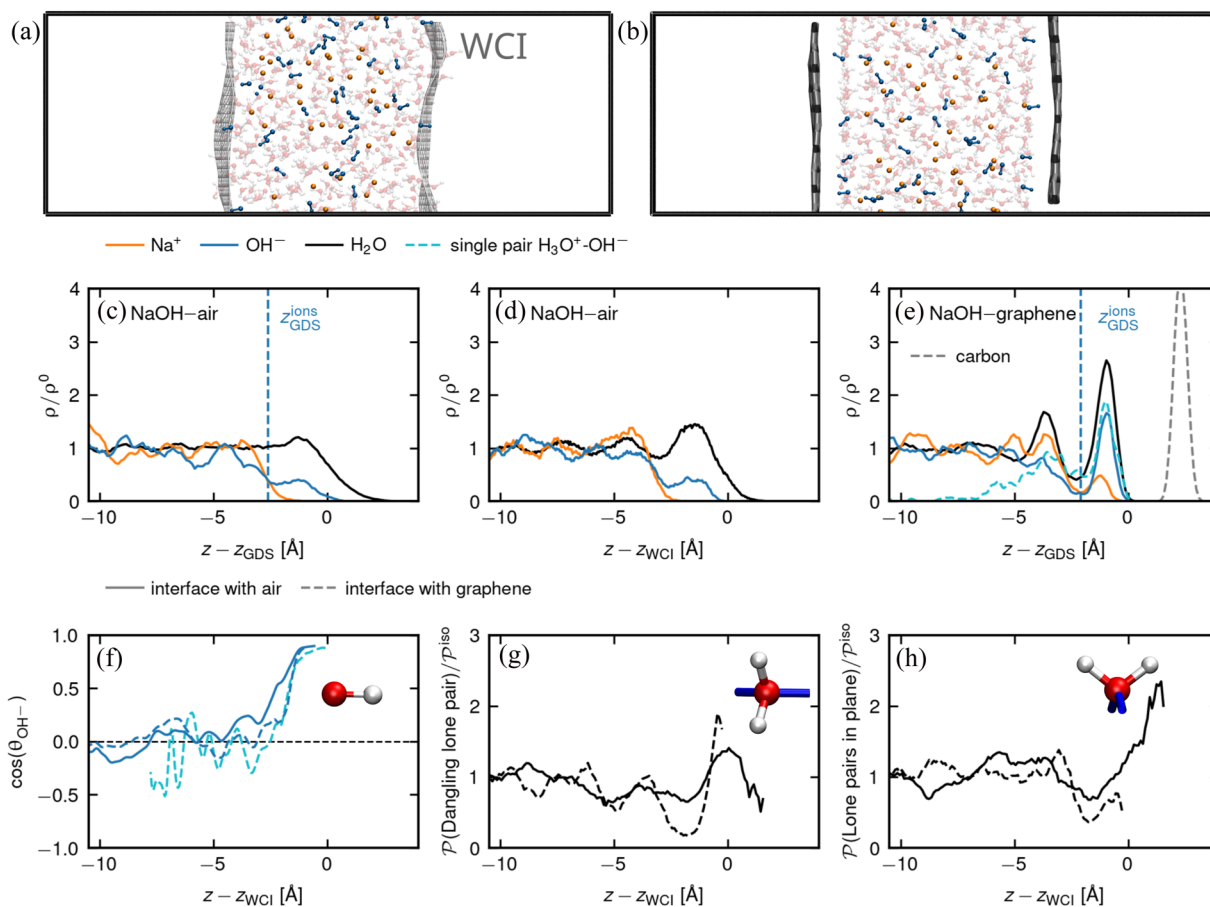 (a)
WCI
(b)
Na⁺ OH⁻ H₂O single pair H₃O⁺-OH⁻
(c) NaOH−air
z_GDS^ions
4
3
2
1
0
ρ/ρ⁰
−10 −5 0
z − z_GDS [Å]
(d) NaOH−air
4
3
2
1
0
ρ/ρ⁰
−10 −5 0
z − z_WCI [Å]
(e) NaOH−graphene
z_GDS^ions
carbon
4
3
2
1
0
ρ/ρ⁰
−10 −5 0
z − z_GDS [Å]
interface with air interface with graphene
(f)
1.0
0.5
0.0
−0.5
−1.0
cos(θ_OH⁻)
−10 −5 0
z − z_WCI [Å]
(g)
3
2
1
0
𝒫(Dangling lone pair)/𝒫^iso
−10 −5 0
z − z_WCI [Å]
(h)
3
2
1
0
𝒫(Lone pairs in plane)/𝒫^iso
−10 −5 0
z − z_WCI [Å]